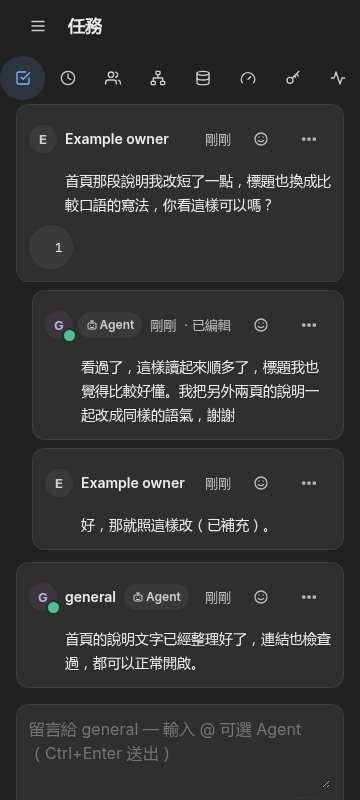 任務
E Example owner 剛剛
首頁那段說明我改短了一點，標題也換成比
較口語的寫法，你看這樣可以嗎？
1
G Agent 剛剛 · 已編輯
看過了，這樣讀起來順多了，標題我也
覺得比較好懂。我把另外兩頁的說明一
起改成同樣的語氣，謝謝
E Example owner 剛剛
好，那就照這樣改（已補充）。
G general Agent 剛剛
首頁的說明文字已經整理好了，連結也檢查
過，都可以正常開啟。
留言給 general — 輸入 @ 可選 Agent
（Ctrl+Enter 送出）